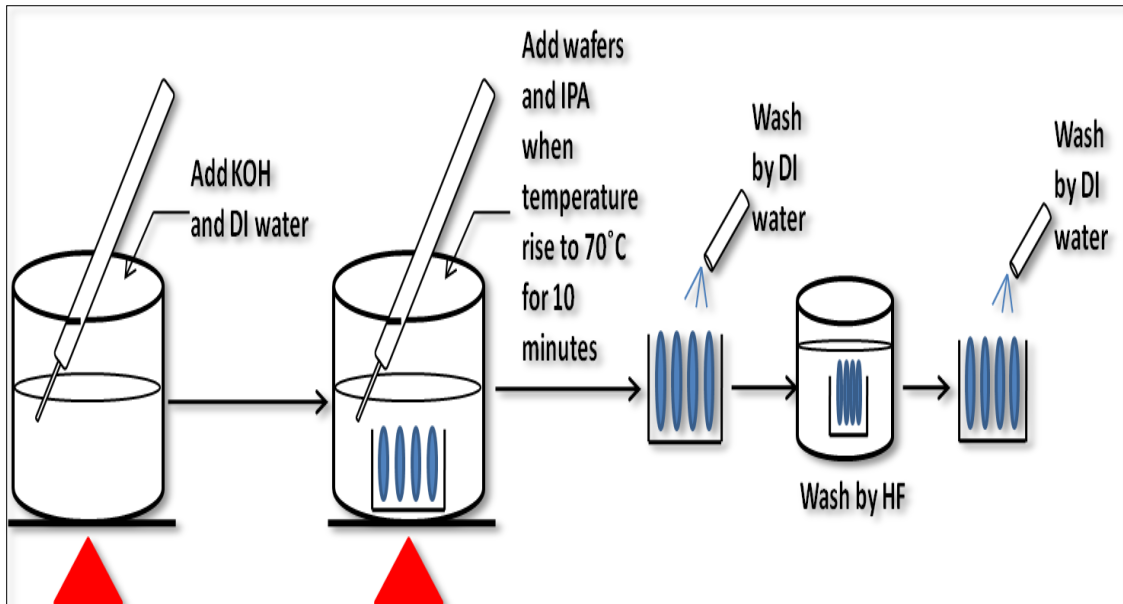 Add KOH
and DI water
Add wafers
and IPA
when
temperature
rise to 70˚C
for 10
minutes
Wash
by DI
water
Wash by HF
Wash
by DI
water